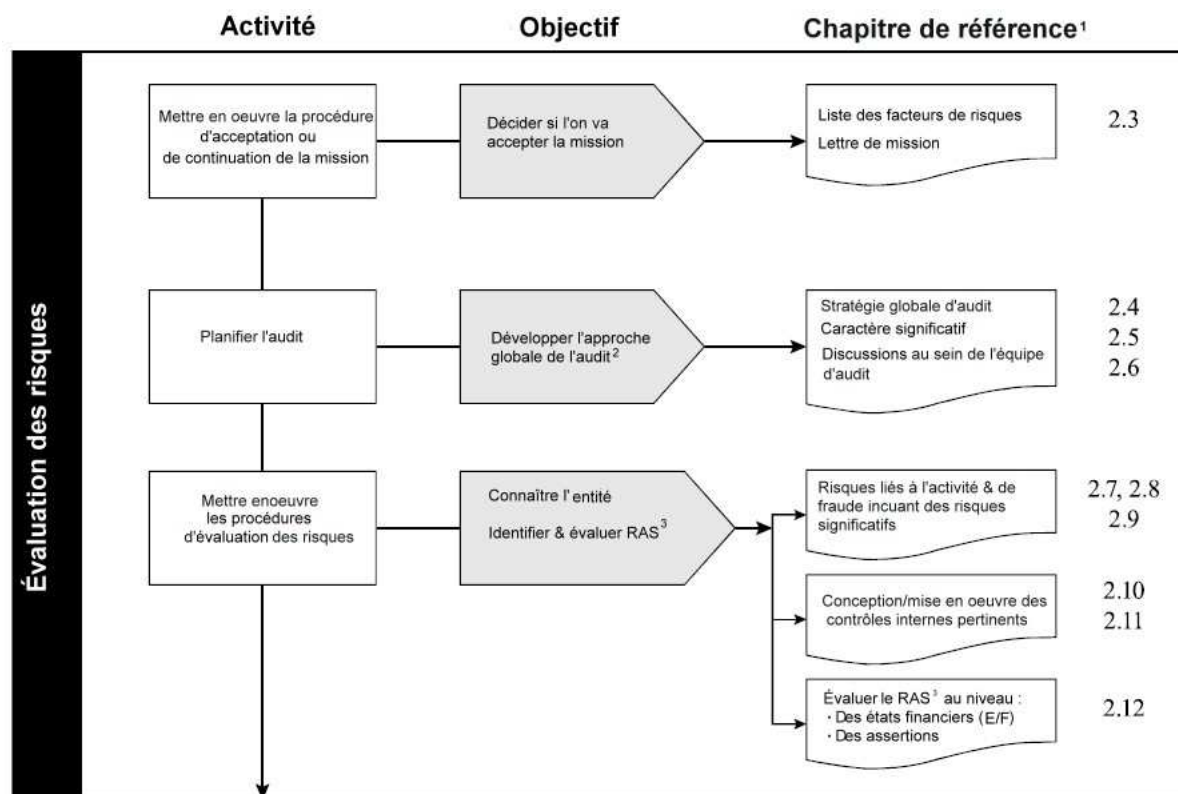 Activité
Objectif
Chapitre de référence¹
Évaluation des risques
Mettre en oeuvre la procédure
d'acceptation ou
de continuation de la mission
Décider si l'on va
accepter la mission
Liste des facteurs de risques
Lettre de mission
2.3
Planifier l'audit
Développer l'approche
globale de l'audit²
Stratégie globale d'audit
Caractère significatif
Discussions au sein de l'équipe
d'audit
2.4
2.5
2.6
Mettre enoeuvre
les procédures
d'évaluation des risques
Connaître l'entité
Identifier & évaluer RAS³
Risques liés à l'activité & de
fraude incuant des risques
significatifs
2.7, 2.8
2.9
Conception/mise en oeuvre des
contrôles internes pertinents
2.10
2.11
Évaluer le RAS³ au niveau :
· Des états financiers (E/F)
· Des assertions
2.12